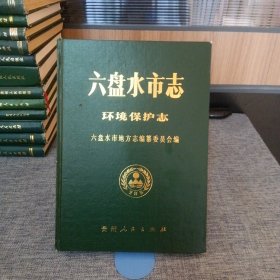 六盘水市志
环境保护志
六盘水市地方志编纂委员会编
贵州人民出版社